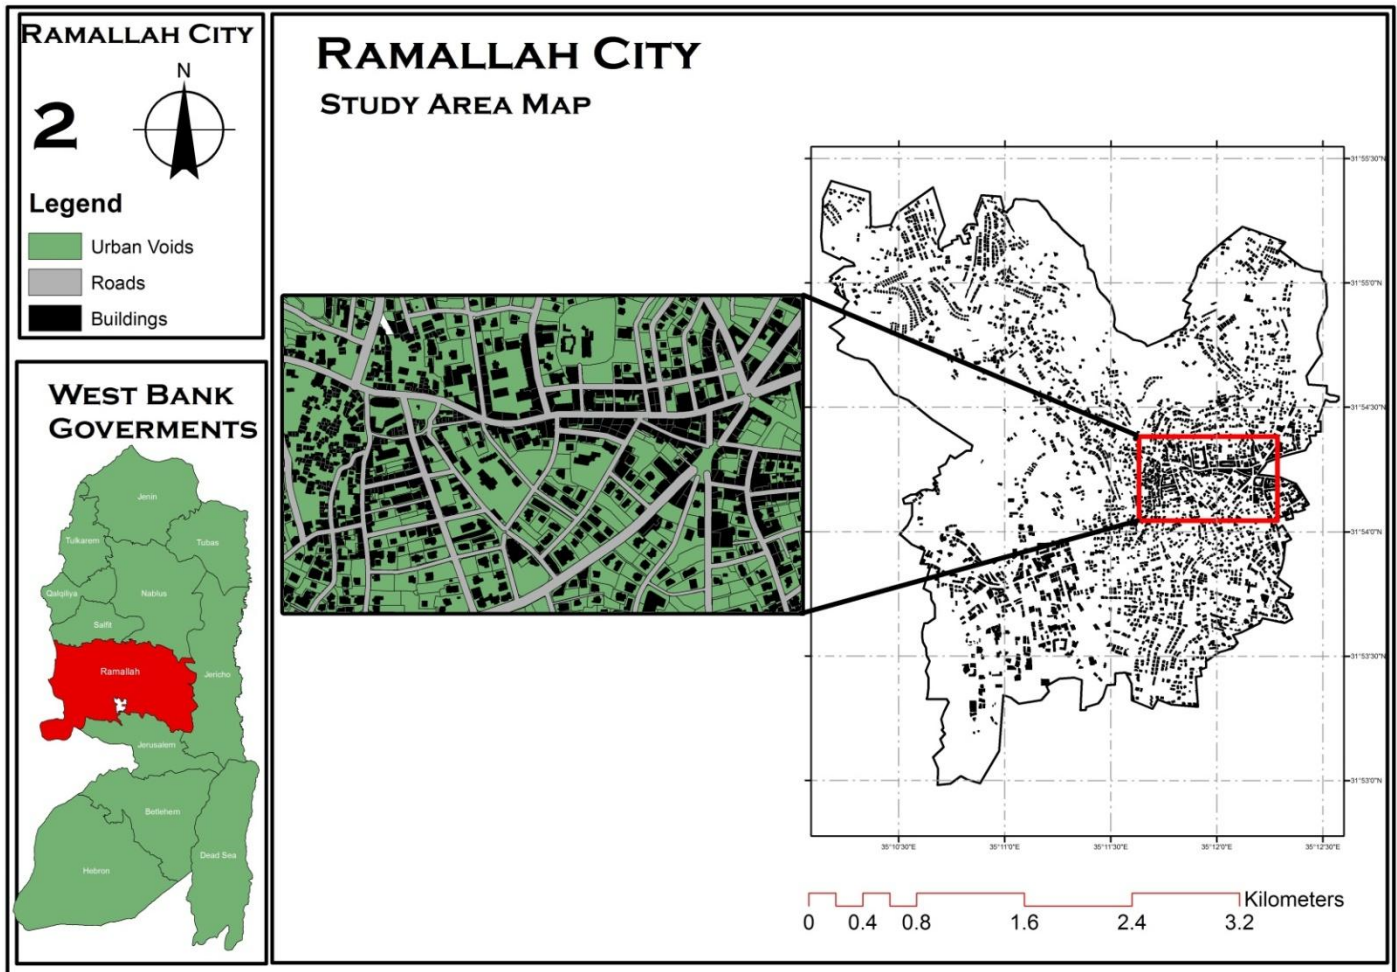 RAMALLAH CITY
N
2
Legend
Urban Voids
Roads
Buildings
WEST BANK
GOVERMENTS
Jenin
Tulkarem
Tubas
Qalqiliya
Nablus
Salfit
Ramallah
Jericho
Jerusalem
Betlehem
Dead Sea
Hebron
RAMALLAH CITY
STUDY AREA MAP
31°55'30"N
31°55'0"N
31°54'30"N
31°54'0"N
31°53'30"N
31°53'0"N
35°10'30"E 35°11'0"E 35°11'30"E 35°12'0"E 35°12'30"E
Kilometers
0 0.4 0.8 1.6 2.4 3.2